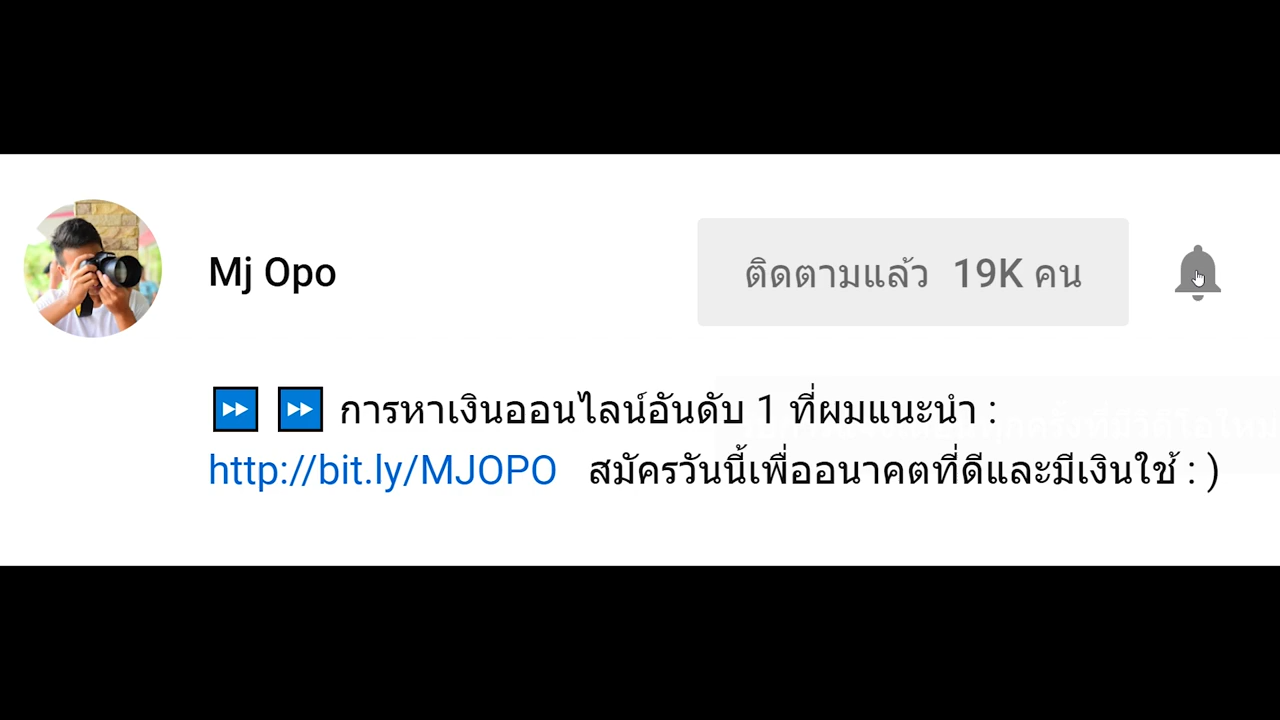 Mj Opo
ติดตามแล้ว 19K คน
การหาเงินออนไลน์อันดับ 1 ที่ผมแนะนำ :
http://bit.ly/MJOPO สมัครวันนี้เพื่ออนาคตที่ดีและมีเงินใช้ : )